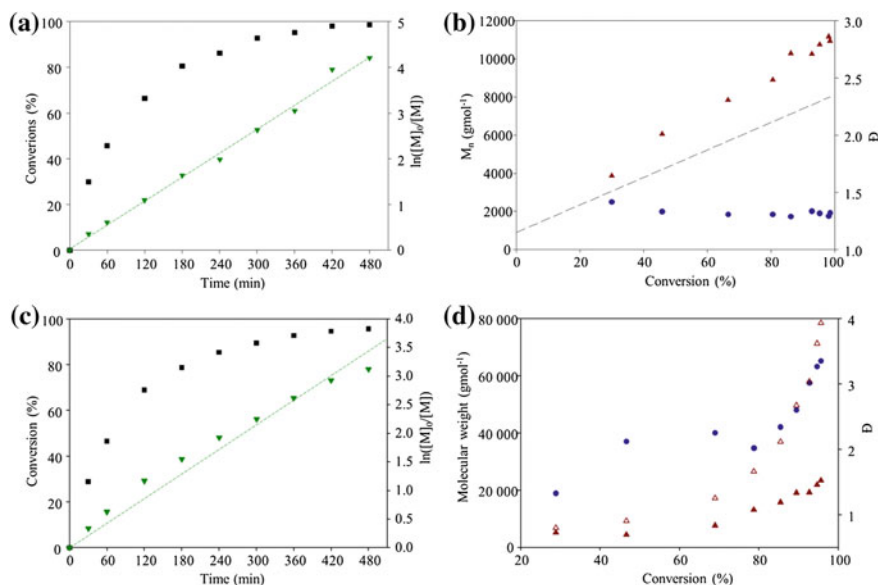 (a)
Converions (%)
100
80
60
40
20
0
0 60 120 180 240 300 360 420 480
Time (min)
5
4
3
2
1
0
ln([M]₀/[M])
(b)
Mₙ (gmol⁻¹)
12000
10000
8000
6000
4000
2000
0
0 20 40 60 80 100
Conversion (%)
3.0
2.5
2.0
1.5
1.0
Đ
(c)
Conversion (%)
100
80
60
40
20
0
0 60 120 180 240 300 360 420 480
Time (min)
4.0
3.5
3.0
2.5
2.0
1.5
1.0
0.5
0.0
ln([M]₀/[M])
(d)
Molecular weight (gmol⁻¹)
80 000
60 000
40 000
20 000
0
20 40 60 80 100
Conversion (%)
4
3
2
1
Đ